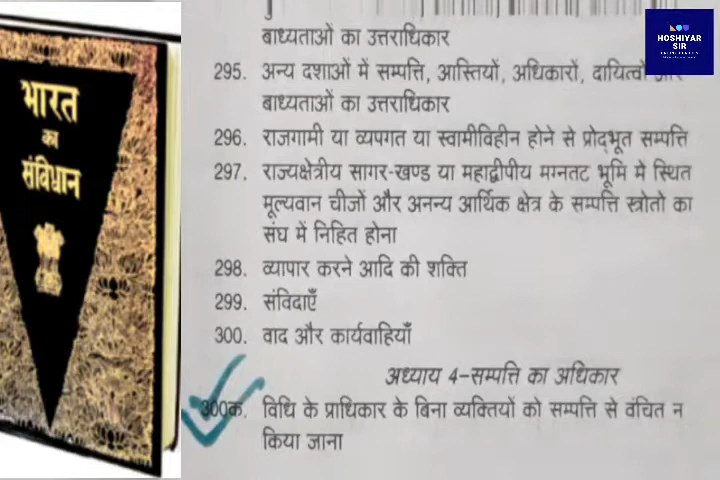 भारत
का
संविधान
HOSHIYAR
SIR
बाध्यताओं का उत्तराधिकार
295. अन्य दशाओं में सम्पत्ति, आस्तियों, अधिकारों, दायित्वों और
बाध्यताओं का उत्तराधिकार
296. राजगामी या व्यपगत या स्वामीविहीन होने से प्रोद्भूत सम्पत्ति
297. राज्यक्षेत्रीय सागर-खण्ड या महाद्वीपीय मग्नतट भूमि में स्थित
मूल्यवान चीजों और अनन्य आर्थिक क्षेत्र के सम्पत्ति स्त्रोतो का
संघ में निहित होना
298. व्यापार करने आदि की शक्ति
299. संविदाएँ
300. वाद और कार्यवाहियाँ
अध्याय 4-सम्पत्ति का अधिकार
300क. विधि के प्राधिकार के बिना व्यक्तियों को सम्पत्ति से वंचित न
किया जाना